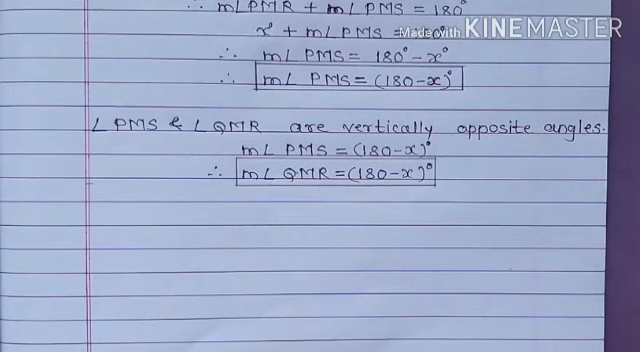 ∴ m∠PMR + m∠PMS = 180°
x° + m∠PMS = °
Made with KINEMASTER
∴ m∠ PMS = 180° - x°
∴ m∠ PMS = (180-x)°
∠ PMS & ∠ QMR are vertically opposite angles.
m∠ PMS = (180-x)°
∴ m∠ QMR = (180-x)°